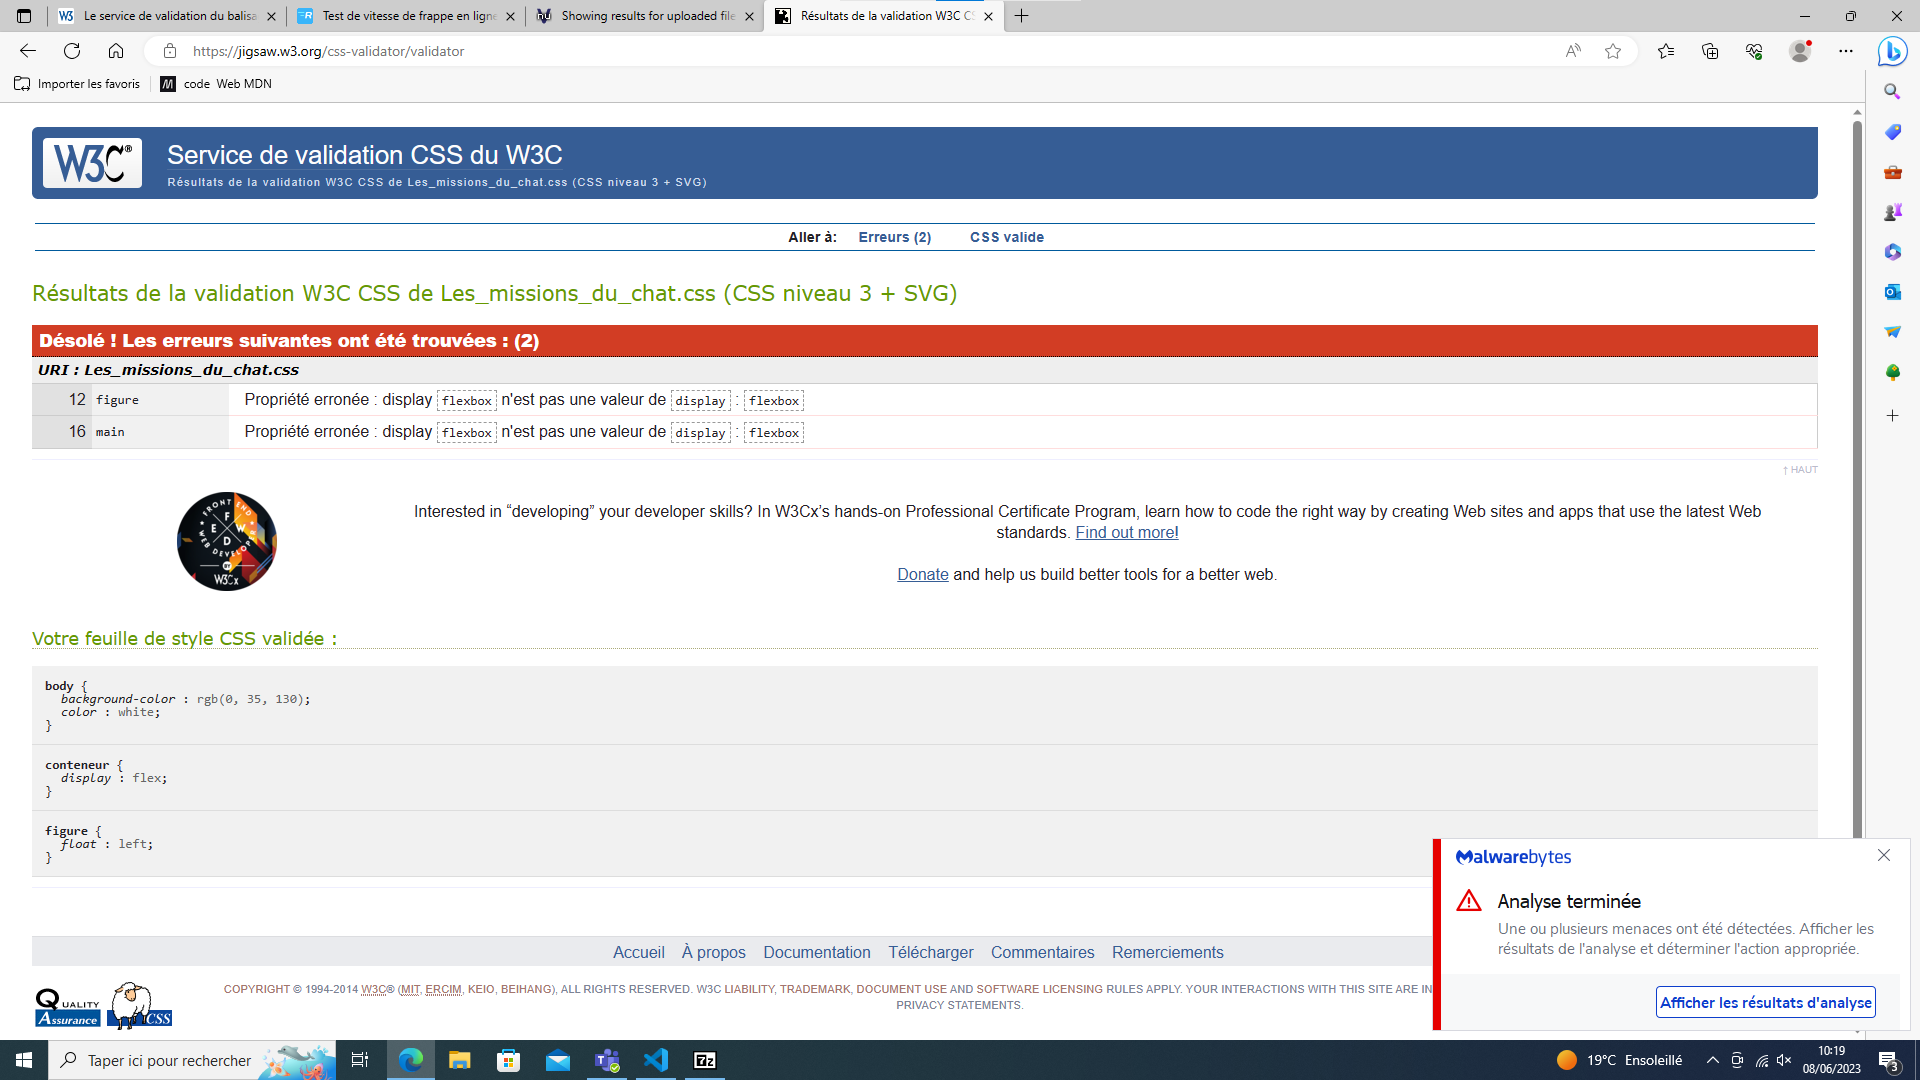 Le service de validation du balisa
Test de vitesse de frappe en ligne
Showing results for uploaded file
Résultats de la validation W3C CS
https://jigsaw.w3.org/css-validator/validator
Importer les favoris
code Web MDN
W3C®
Service de validation CSS du W3C
Résultats de la validation W3C CSS de Les_missions_du_chat.css (CSS niveau 3 + SVG)
Aller à: Erreurs (2) CSS valide
Résultats de la validation W3C CSS de Les_missions_du_chat.css (CSS niveau 3 + SVG)
Désolé ! Les erreurs suivantes ont été trouvées : (2)
URI : Les_missions_du_chat.css
12 figure Propriété erronée : display flexbox n'est pas une valeur de display : flexbox
16 main Propriété erronée : display flexbox n'est pas une valeur de display : flexbox
↑ HAUT
FRONT END
F
E W
D
WEB DEVELOPER
W3Cx
Interested in “developing” your developer skills? In W3Cx’s hands-on Professional Certificate Program, learn how to code the right way by creating Web sites and apps that use the latest Web
standards. Find out more!
Donate and help us build better tools for a better web.
Votre feuille de style CSS validée :
body {
background-color : rgb(0, 35, 130);
color : white;
}
conteneur {
display : flex;
}
figure {
float : left;
}
Malwarebytes
Analyse terminée
Une ou plusieurs menaces ont été détectées. Afficher les
résultats de l'analyse et déterminer l'action appropriée.
Afficher les résultats d'analyse
Accueil À propos Documentation Télécharger Commentaires Remerciements
QUALITY
Assurance
CSS
COPYRIGHT © 1994-2014 W3C® (MIT, ERCIM, KEIO, BEIHANG), ALL RIGHTS RESERVED. W3C LIABILITY, TRADEMARK, DOCUMENT USE AND SOFTWARE LICENSING RULES APPLY. YOUR INTERACTIONS WITH THIS SITE ARE IN
PRIVACY STATEMENTS.
Taper ici pour rechercher
7z
19°C Ensoleillé
10:19
08/06/2023
3